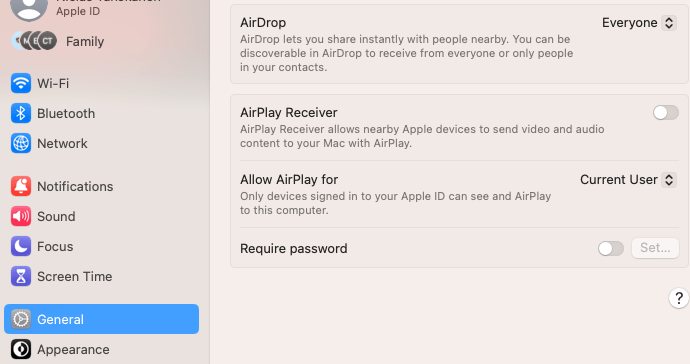 Apple ID
Family
Wi-Fi
Bluetooth
Network
Notifications
Sound
Focus
Screen Time
General
Appearance
AirDrop
Everyone
AirDrop lets you share instantly with people nearby. You can be
discoverable in AirDrop to receive from everyone or only people
in your contacts.
AirPlay Receiver
AirPlay Receiver allows nearby Apple devices to send video and audio
content to your Mac with AirPlay.
Allow AirPlay for
Current User
Only devices signed in to your Apple ID can see and AirPlay
to this computer.
Require password
Set...
?